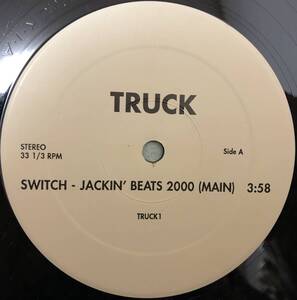 TRUCK
STEREO
33 1/3 RPM
Side A
SWITCH - JACKIN' BEATS 2000 (MAIN) 3:58
TRUCK1